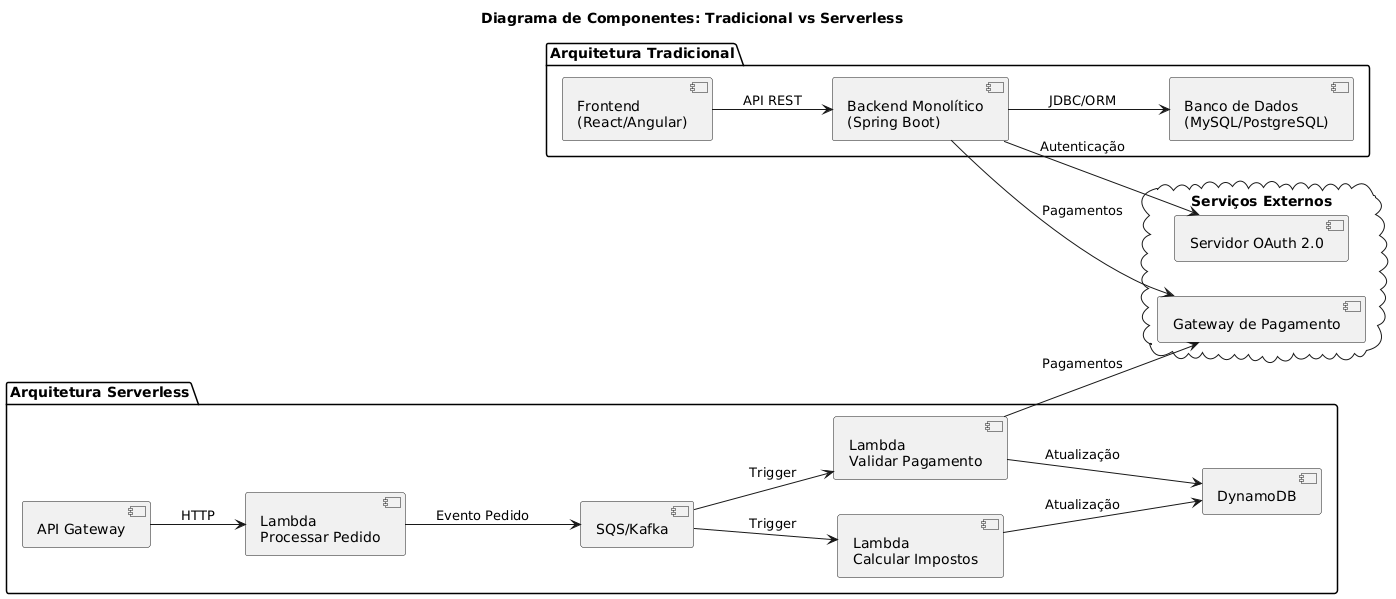 Diagrama de Componentes: Tradicional vs Serverless
Arquitetura Tradicional
Frontend
(React/Angular)
API REST
Backend Monolítico
(Spring Boot)
JDBC/ORM
Banco de Dados
(MySQL/PostgreSQL)
Autenticação
Pagamentos
Serviços Externos
Servidor OAuth 2.0
Gateway de Pagamento
Pagamentos
Arquitetura Serverless
API Gateway
HTTP
Lambda
Processar Pedido
Evento Pedido
SQS/Kafka
Trigger
Trigger
Lambda
Validar Pagamento
Lambda
Calcular Impostos
Atualização
Atualização
DynamoDB